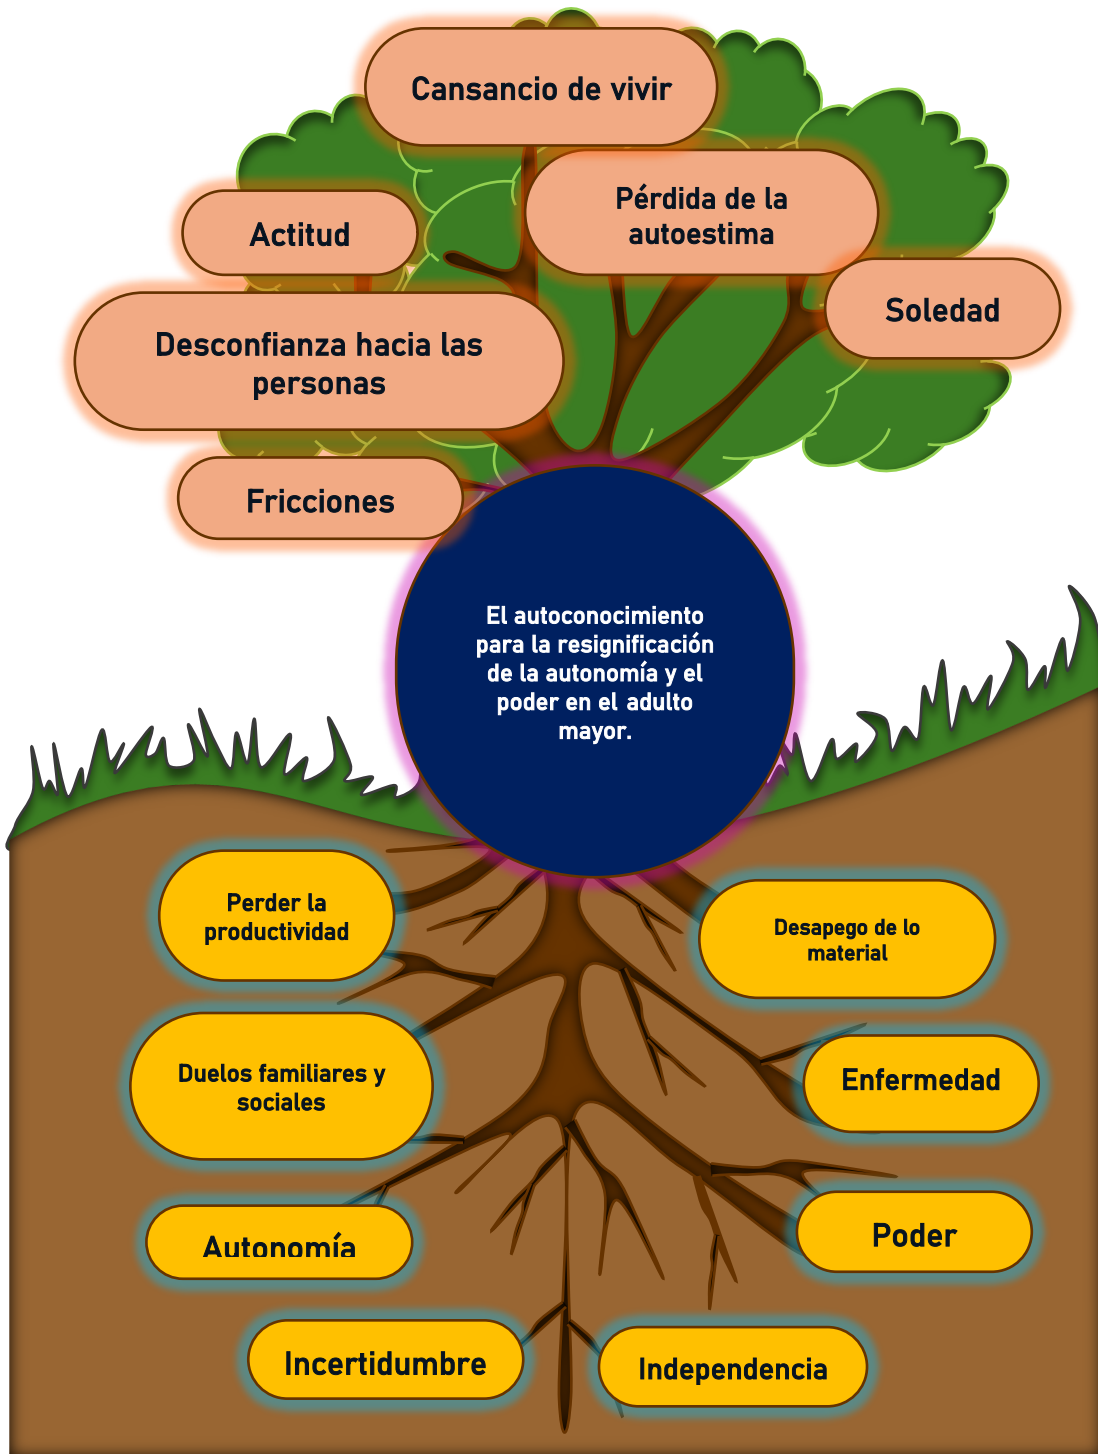 Cansancio de vivir
Pérdida de la
autoestima
Actitud
Soledad
Desconfianza hacia las
personas
Fricciones
El autoconocimiento
para la resignificación
de la autonomía y el
poder en el adulto
mayor.
Perder la
productividad
Desapego de lo
material
Duelos familiares y
sociales
Enfermedad
Autonomía
Poder
Incertidumbre
Independencia